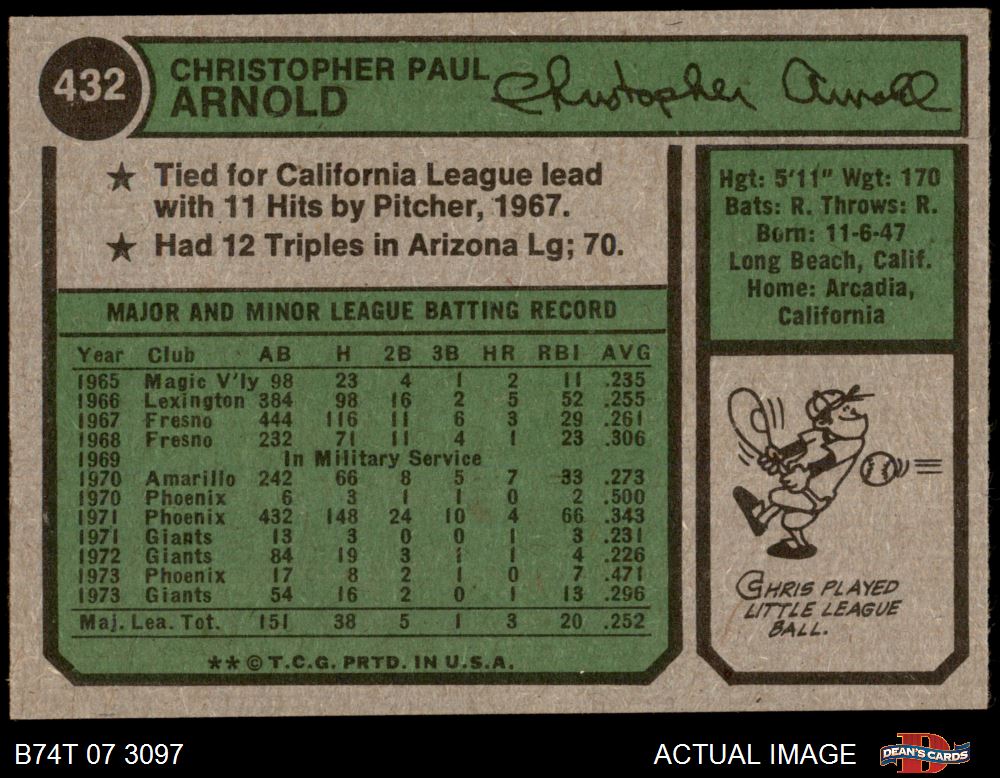 432
CHRISTOPHER PAUL
ARNOLD
Christopher Arnold
★ Tied for California League lead
with 11 Hits by Pitcher, 1967.
★ Had 12 Triples in Arizona Lg; 70.
MAJOR AND MINOR LEAGUE BATTING RECORD
Year Club AB H 2B 3B HR RBI AVG
1965 Magic V'ly 98 23 4 1 2 11 .235
1966 Lexington 384 98 16 2 5 52 .255
1967 Fresno 444 116 11 6 3 29 .261
1968 Fresno 232 71 11 4 1 23 .306
1969 In Military Service
1970 Amarillo 242 66 8 5 7 33 .273
1970 Phoenix 6 3 1 1 0 2 .500
1971 Phoenix 432 148 24 10 4 66 .343
1971 Giants 13 3 0 0 1 3 .231
1972 Giants 84 19 3 1 1 4 .226
1973 Phoenix 17 8 2 1 0 7 .471
1973 Giants 54 16 2 0 1 13 .296
Maj. Lea. Tot. 151 38 5 1 3 20 .252
** © T.C.G. PRTD. IN U.S.A.
Hgt: 5'11" Wgt: 170
Bats: R. Throws: R.
Born: 11-6-47
Long Beach, Calif.
Home: Arcadia,
California
CHRIS PLAYED
LITTLE LEAGUE
BALL.
B74T 07 3097
ACTUAL IMAGE
DEAN'S CARDS